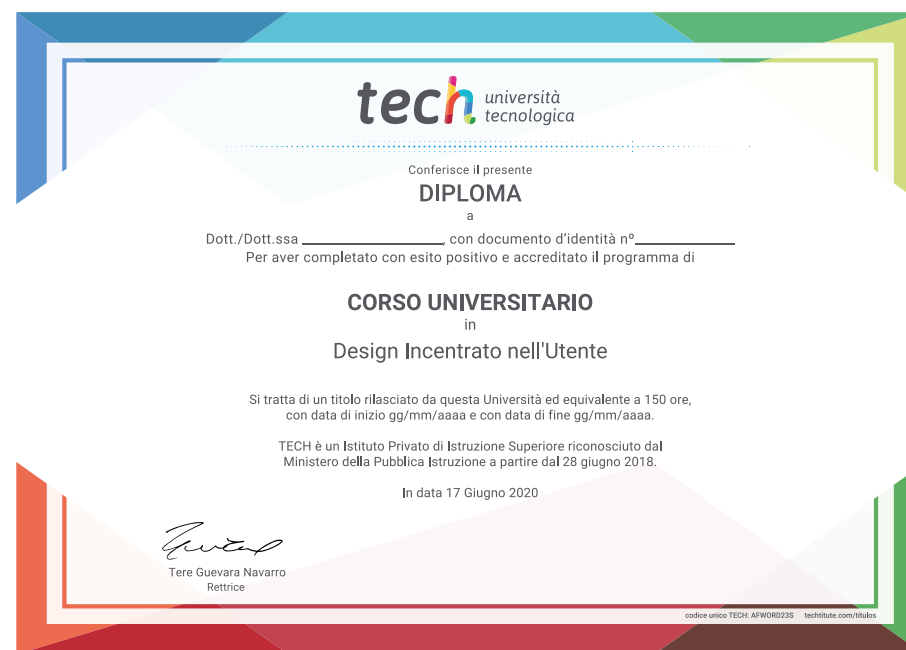 tech università
tecnologica
Conferisce il presente
DIPLOMA
a
Dott./Dott.ssa ____________________, con documento d'identità nº______________
Per aver completato con esito positivo e accreditato il programma di
CORSO UNIVERSITARIO
in
Design Incentrato nell'Utente
Si tratta di un titolo rilasciato da questa Università ed equivalente a 150 ore,
con data di inizio gg/mm/aaaa e con data di fine gg/mm/aaaa.
TECH è un Istituto Privato di Istruzione Superiore riconosciuto dal
Ministero della Pubblica Istruzione a partire dal 28 giugno 2018.
In data 17 Giugno 2020
Tere Guevara Navarro
Rettrice
codice unico TECH: AFWORD23S techtitute.com/títulos